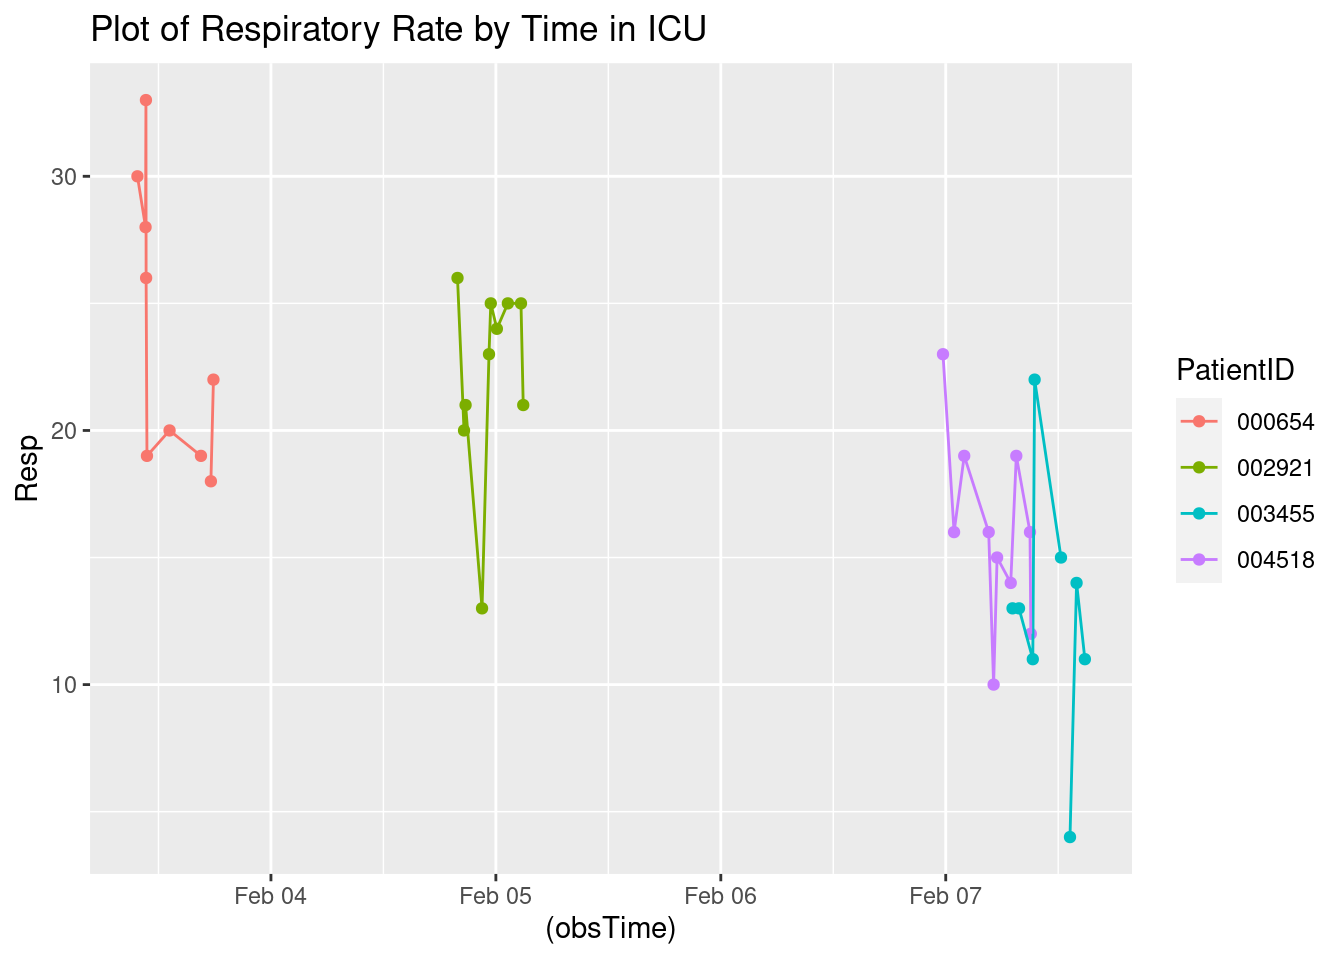 Plot of Respiratory Rate by Time in ICU
30
20
10
Resp
Feb 04 Feb 05 Feb 06 Feb 07
(obsTime)
PatientID
000654
002921
003455
004518